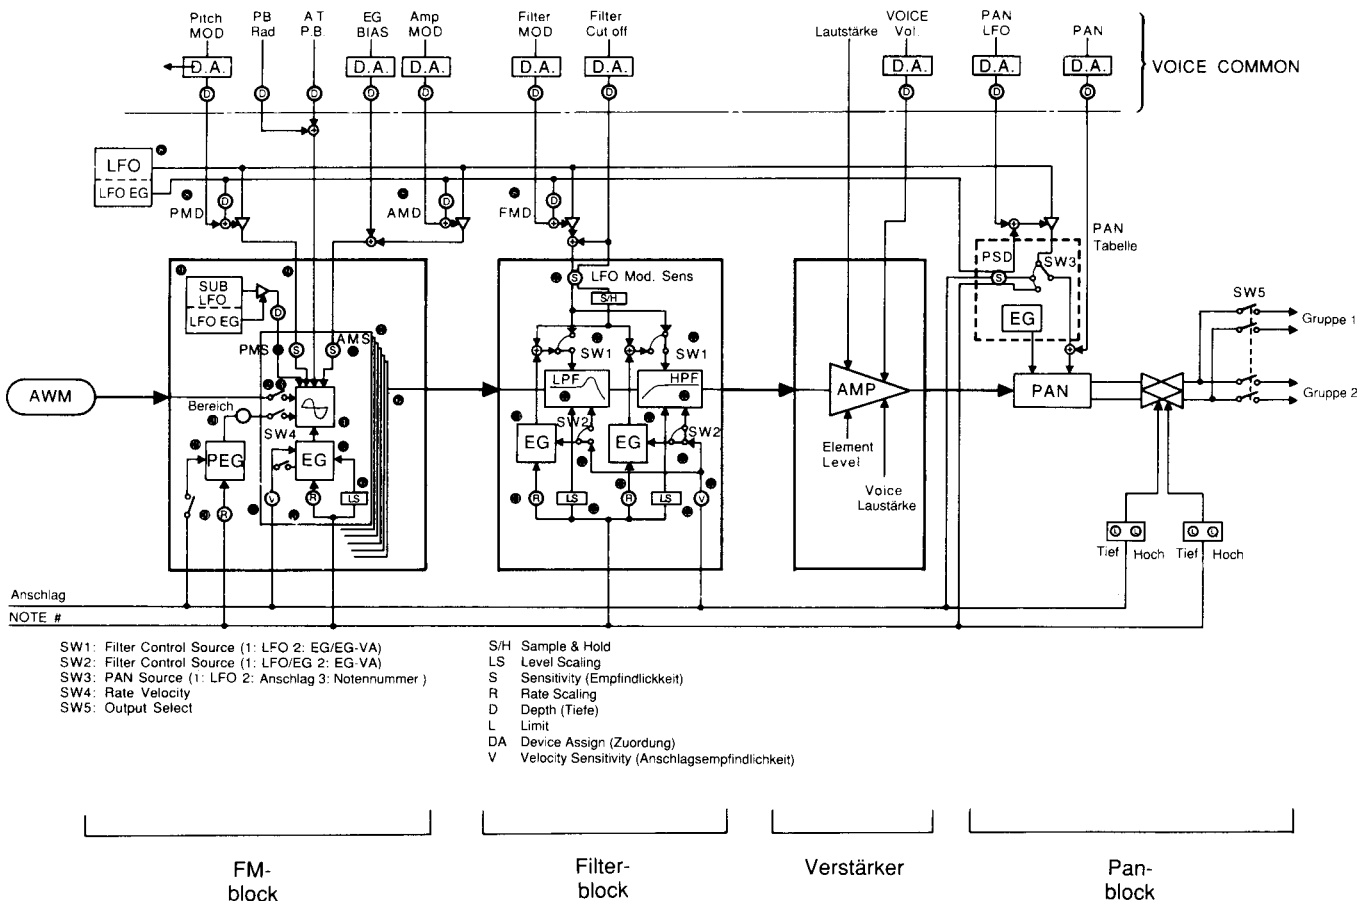 Pitch MOD
PB Rad
A T P.B.
EG BIAS
Amp MOD
Filter MOD
Filter Cut off
Lautstärke
VOICE Vol.
PAN LFO
PAN
D.A.
D.A.
D.A.
D.A.
D.A.
D.A.
D.A.
D.A.
VOICE COMMON
D
D
D
D
D
D
D
D
D
D
LFO
LFO EG
D
D
D
PMD
AMD
FMD
PAN Tabelle
PSD
SW3
S
SUB LFO
LFO EG
D
S
LFO Mod. Sens
S/H
EG
SW5
Gruppe 1
PMS
S
S
AMS
SW1
SW1
AWM
LPF
HPF
AMP
PAN
Gruppe 2
Bereich
SW4
SW2
SW2
PEG
EG
EG
EG
Element Level
Voice Lautstärke
V
R
LS
R
R
LS
R
LS
V
L L
L L
Tief Hoch
Tief Hoch
Anschlag
NOTE #
SW1: Filter Control Source (1: LFO 2: EG/EG-VA)
SW2: Filter Control Source (1: LFO/EG 2: EG-VA)
SW3: PAN Source (1: LFO 2: Anschlag 3: Notennummer )
SW4: Rate Velocity
SW5: Output Select
S/H Sample & Hold
LS Level Scaling
S Sensitivity (Empfindlickkeit)
R Rate Scaling
D Depth (Tiefe)
L Limit
DA Device Assign (Zuordung)
V Velocity Sensitivity (Anschlagsempfindlichkeit)
FM-
block
Filter-
block
Verstärker
Pan-
block